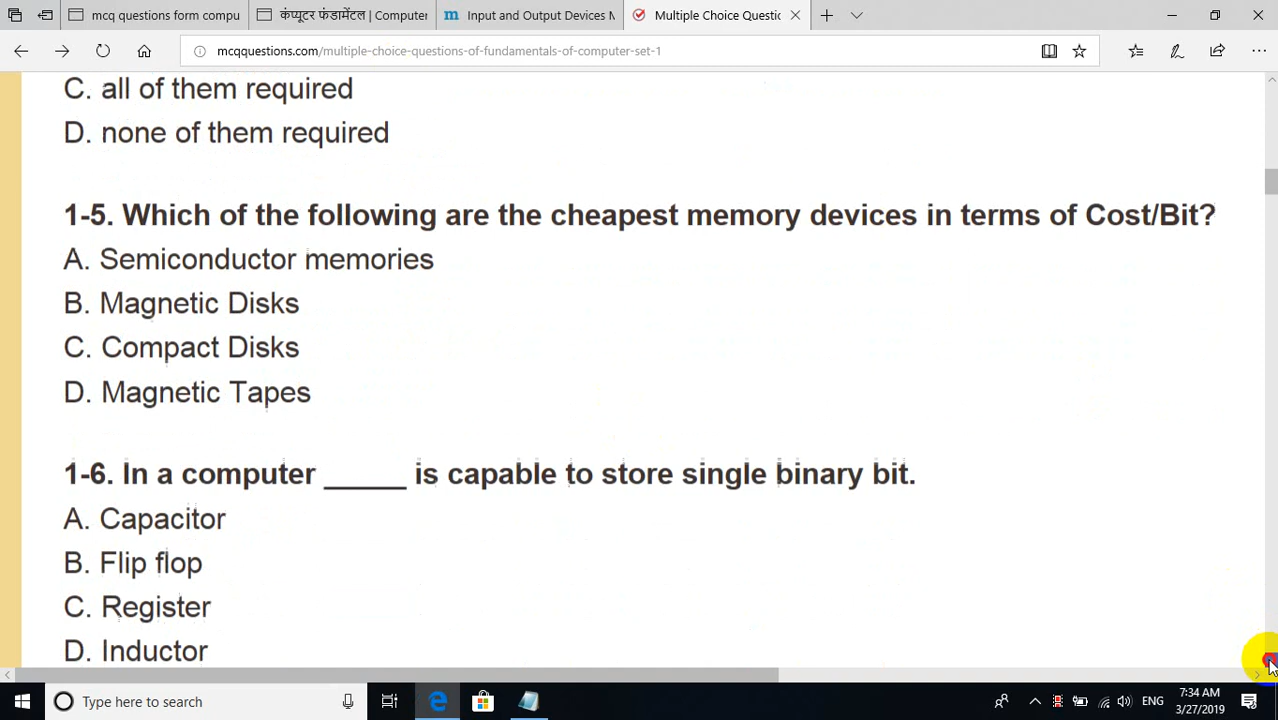 mcq questions form compu
कंप्यूटर फंडामेंटल | Computer
Input and Output Devices M
Multiple Choice Questic
mcqquestions.com/multiple-choice-questions-of-fundamentals-of-computer-set-1
C. all of them required
D. none of them required
1-5. Which of the following are the cheapest memory devices in terms of Cost/Bit?
A. Semiconductor memories
B. Magnetic Disks
C. Compact Disks
D. Magnetic Tapes
1-6. In a computer _____ is capable to store single binary bit.
A. Capacitor
B. Flip flop
C. Register
D. Inductor
Type here to search
ENG
7:34 AM
3/27/2019